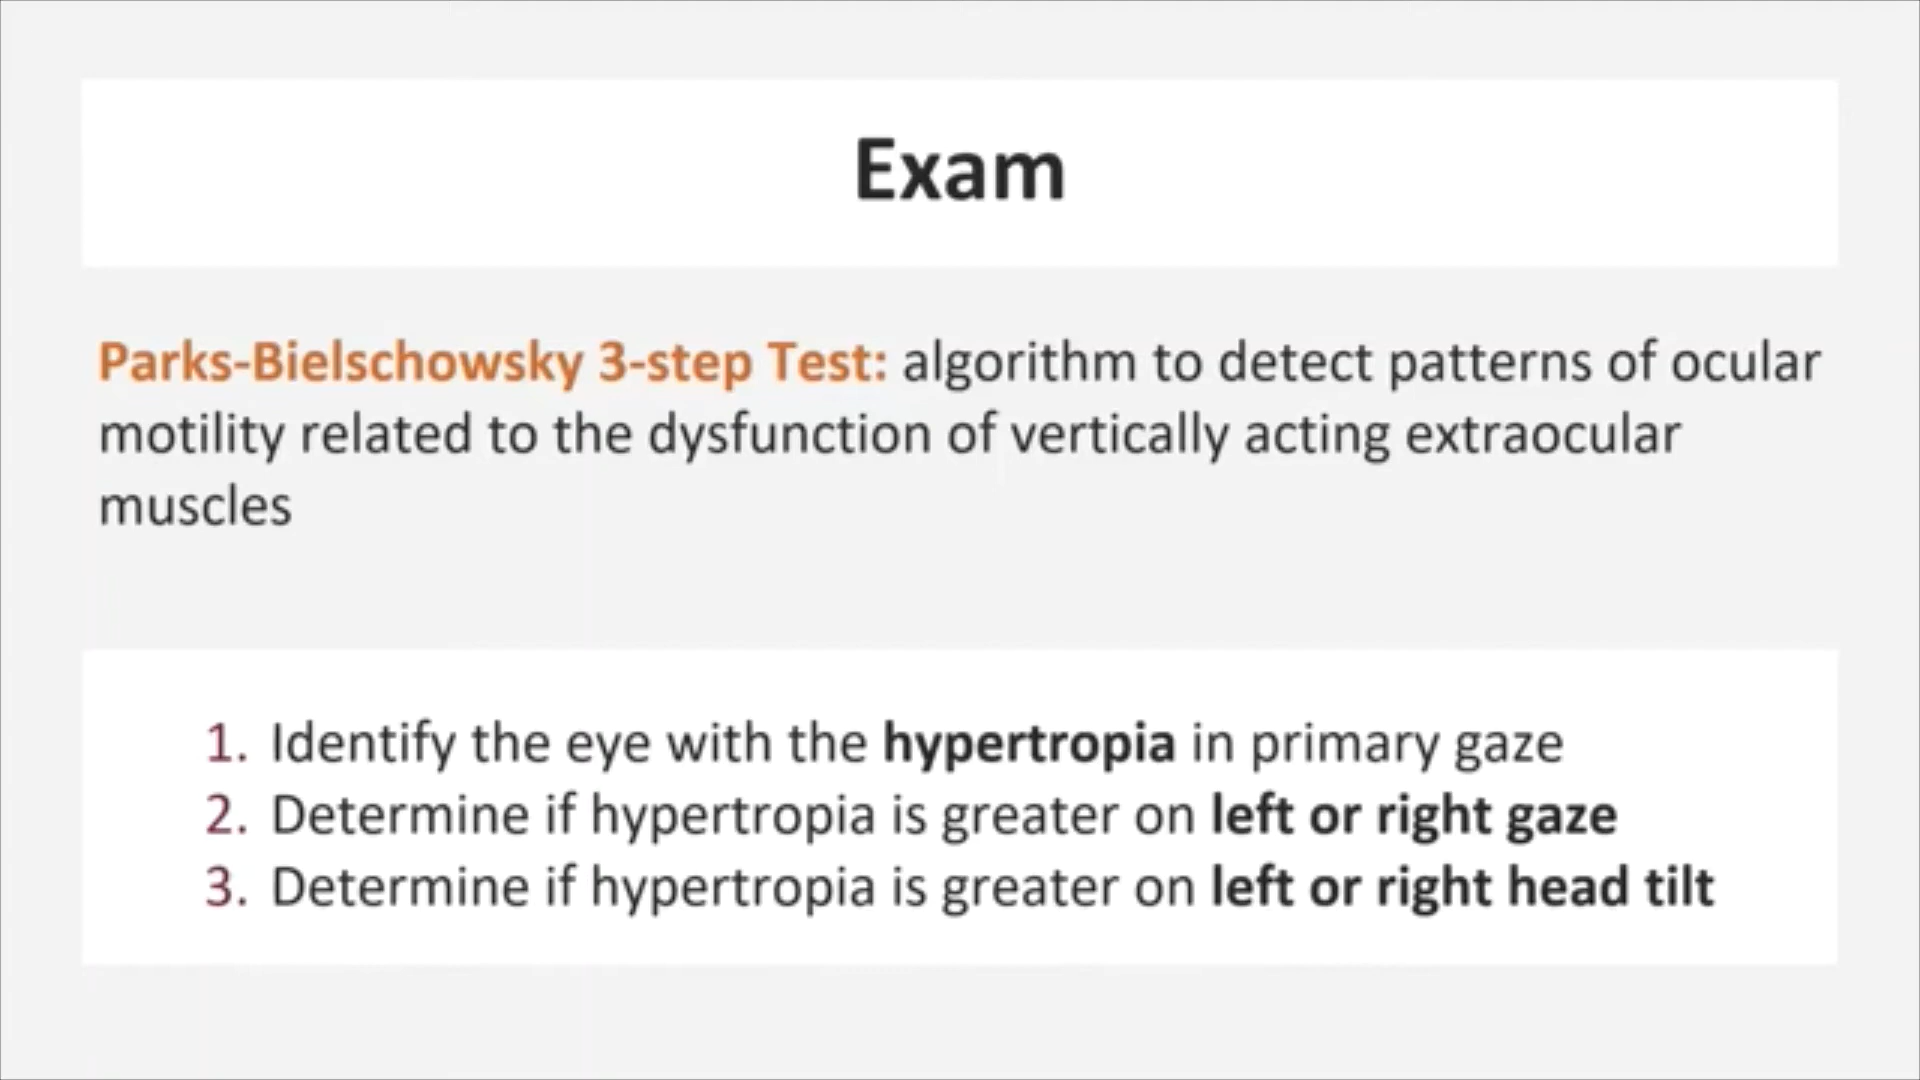 Exam
Parks-Bielschowsky 3-step Test: algorithm to detect patterns of ocular
motility related to the dysfunction of vertically acting extraocular
muscles
1. Identify the eye with the hypertropia in primary gaze
2. Determine if hypertropia is greater on left or right gaze
3. Determine if hypertropia is greater on left or right head tilt